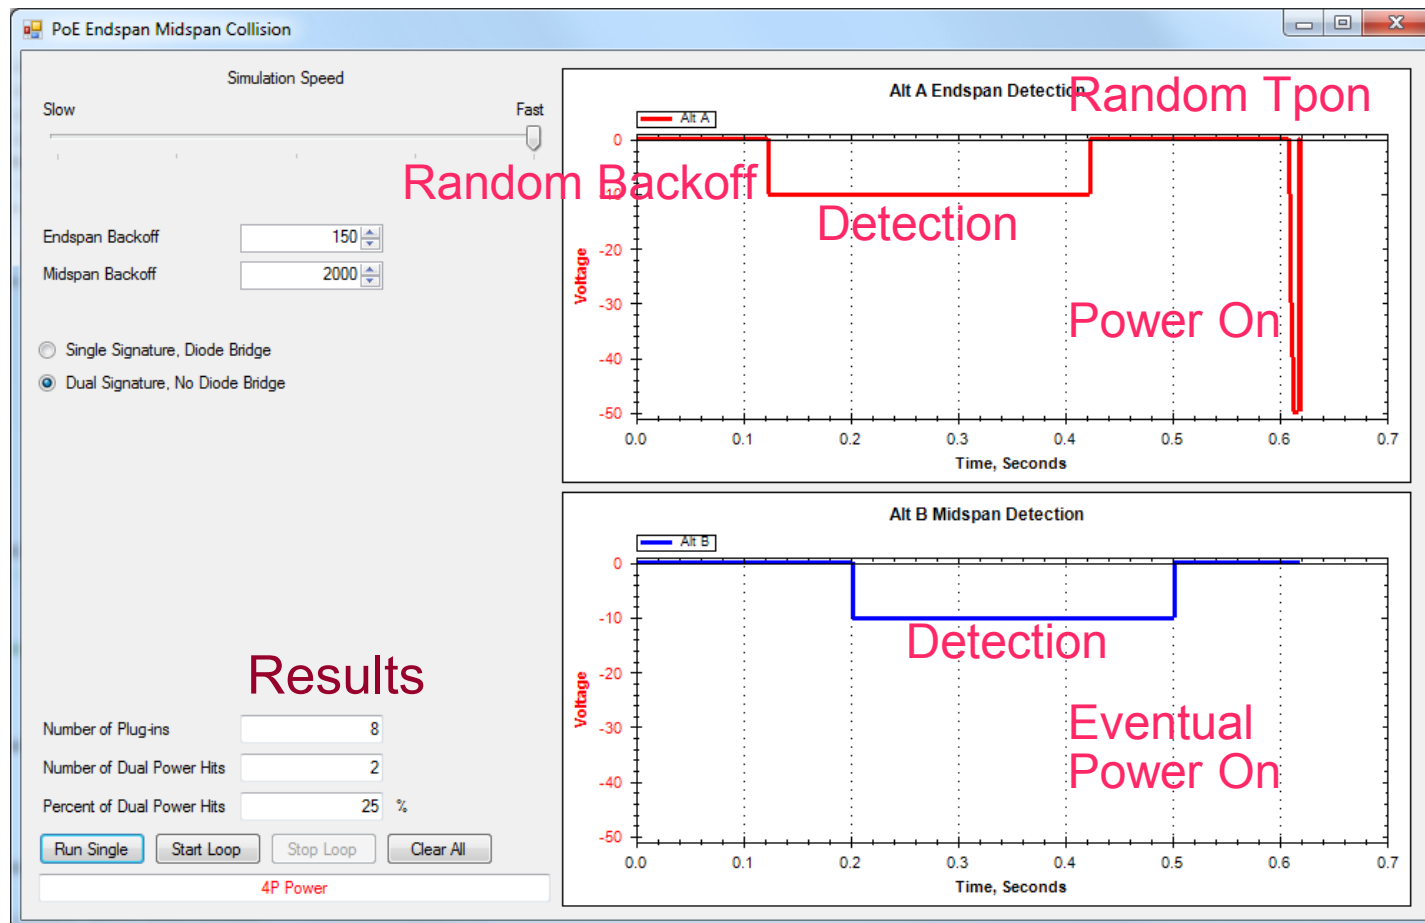 PoE Endspan Midspan Collision
Simulation Speed
Slow
Fast
Endspan Backoff
150
Midspan Backoff
2000
Single Signature, Diode Bridge
Dual Signature, No Diode Bridge
Results
Number of Plug-ins
8
Number of Dual Power Hits
2
Percent of Dual Power Hits
25 %
Run Single
Start Loop
Stop Loop
Clear All
4P Power
Alt A Endspan Detection
Random Tpon
Alt A
Random Backoff
Detection
Power On
Voltage
0
-10
-20
-30
-40
-50
0.0 0.1 0.2 0.3 0.4 0.5 0.6 0.7
Time, Seconds
Alt B Midspan Detection
Alt B
Detection
Eventual
Power On
Voltage
0
-10
-20
-30
-40
-50
0.0 0.1 0.2 0.3 0.4 0.5 0.6 0.7
Time, Seconds